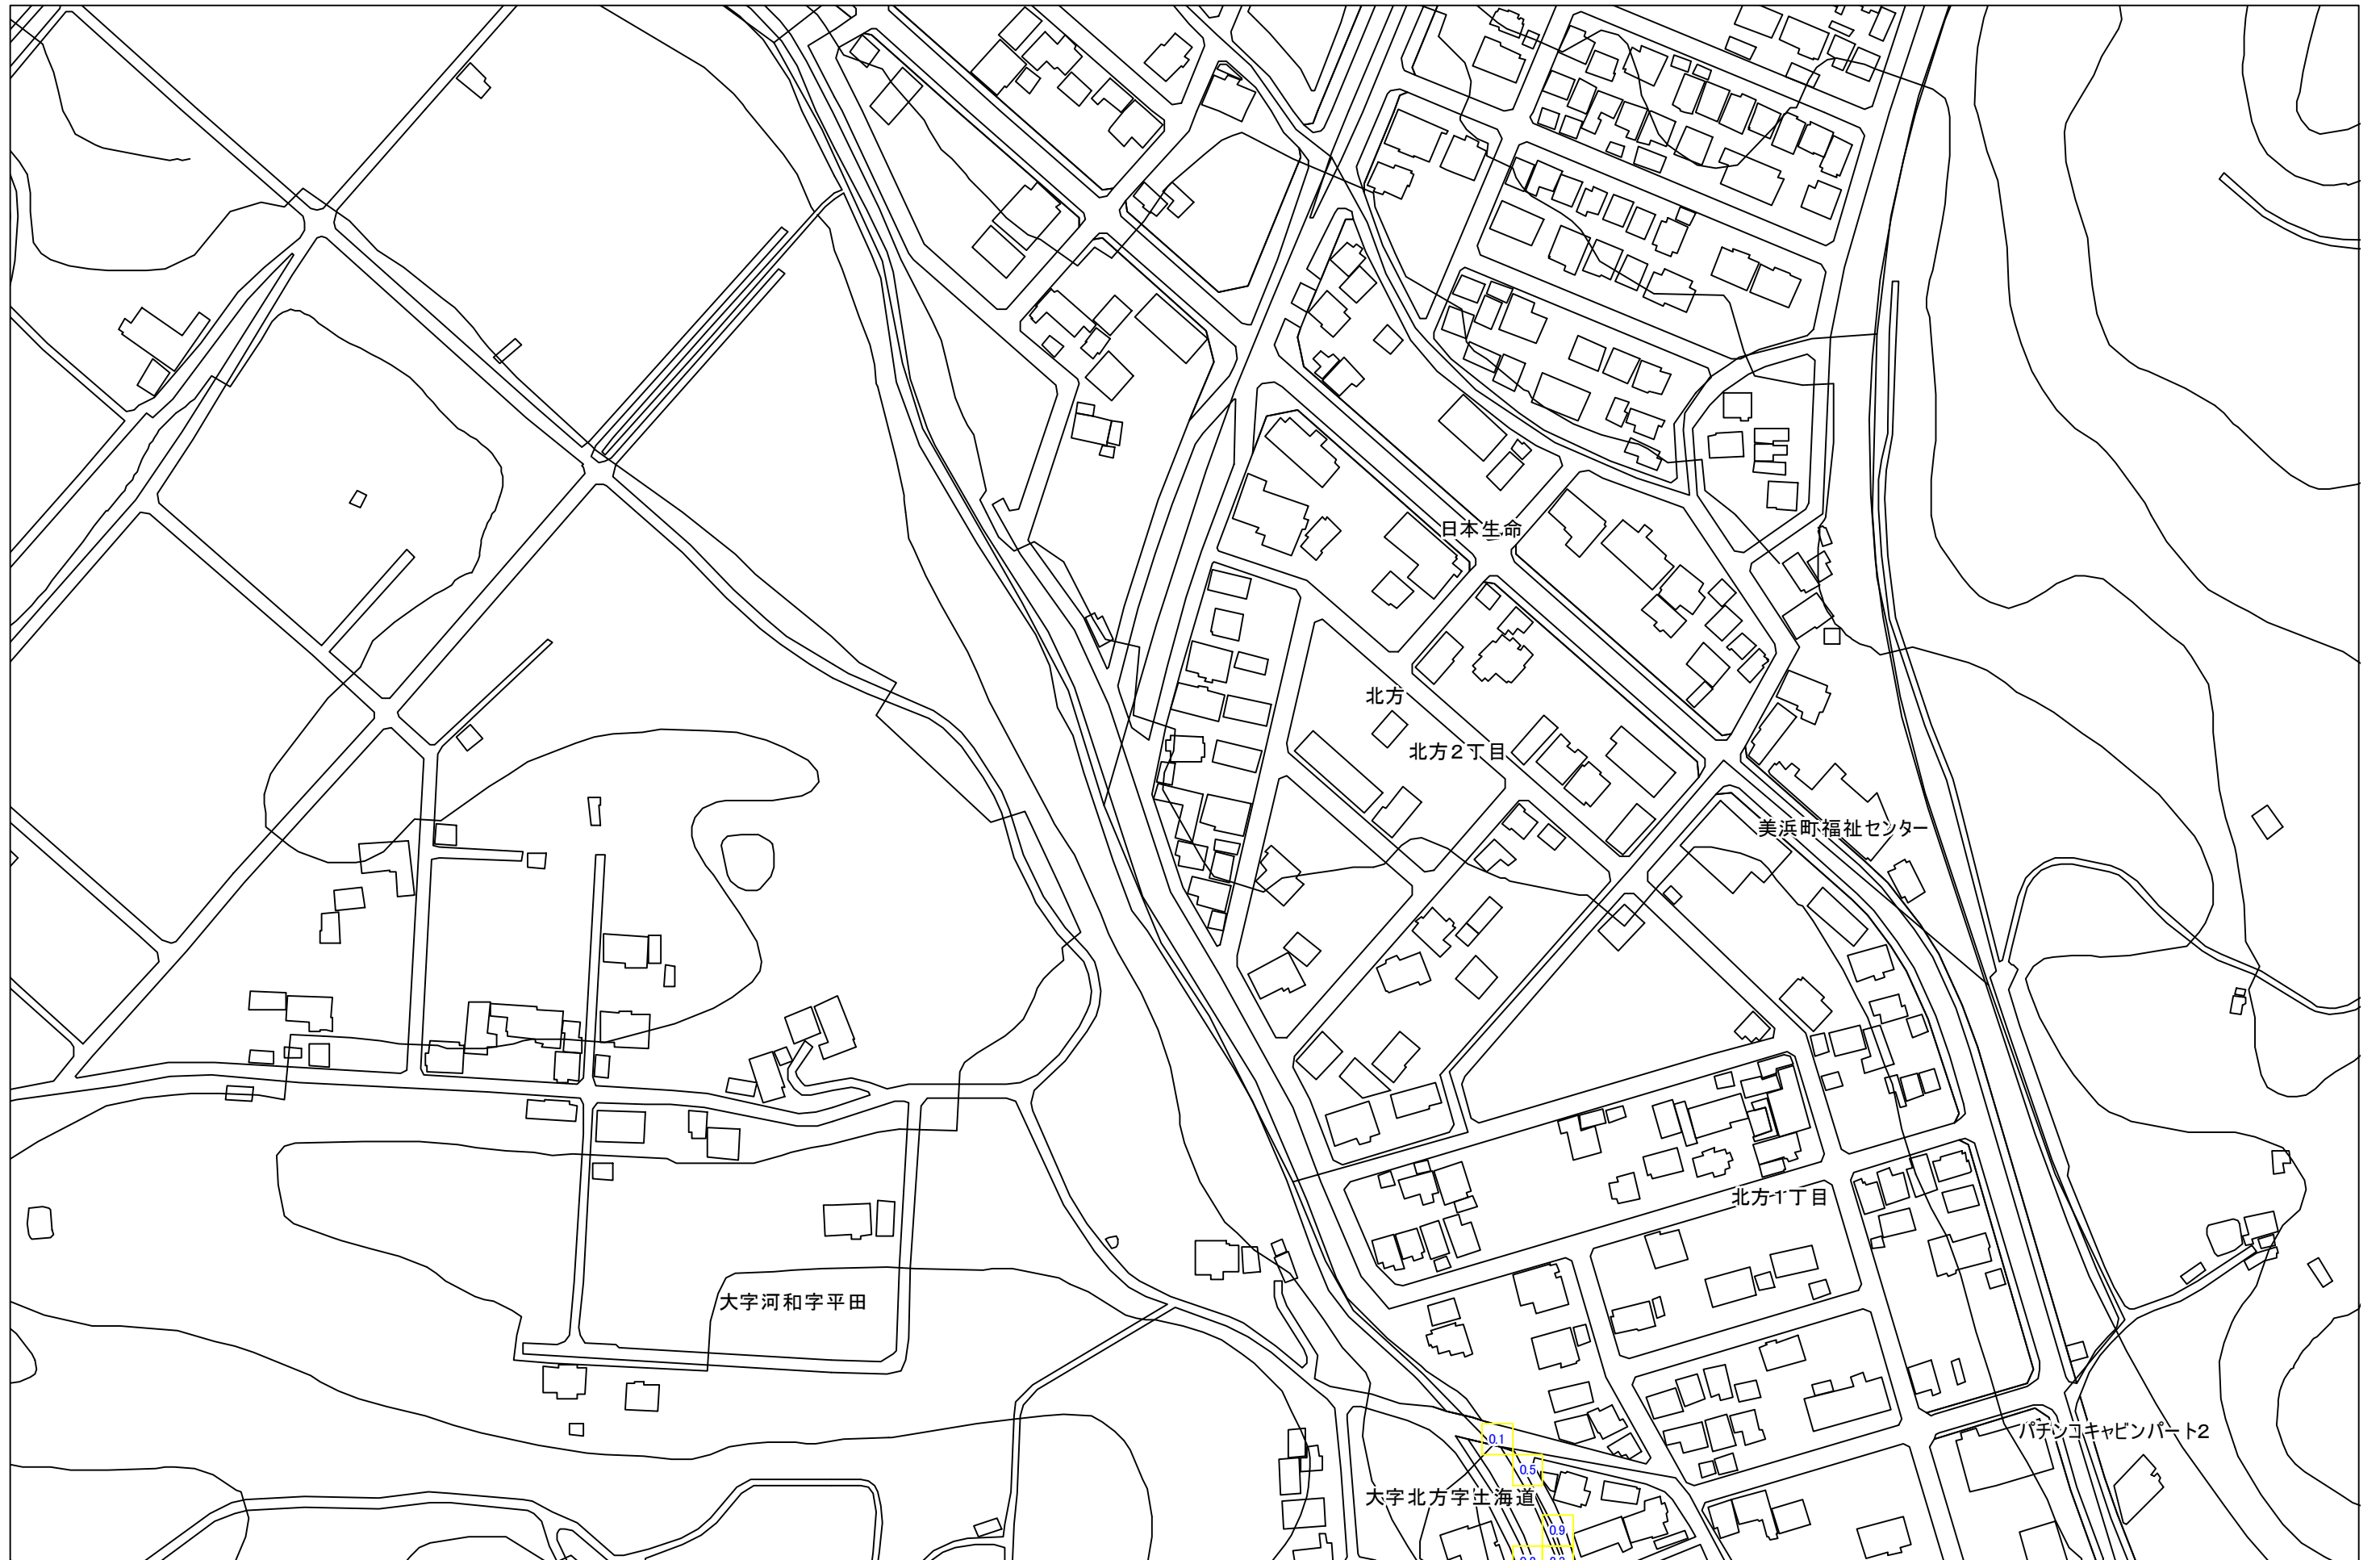 日本生命
北方
北方2丁目
美浜町福祉センター
北方1丁目
大字河和字平田
パチンコキャビンパート2
0.1
0.5
大字北方字土海道
0.9